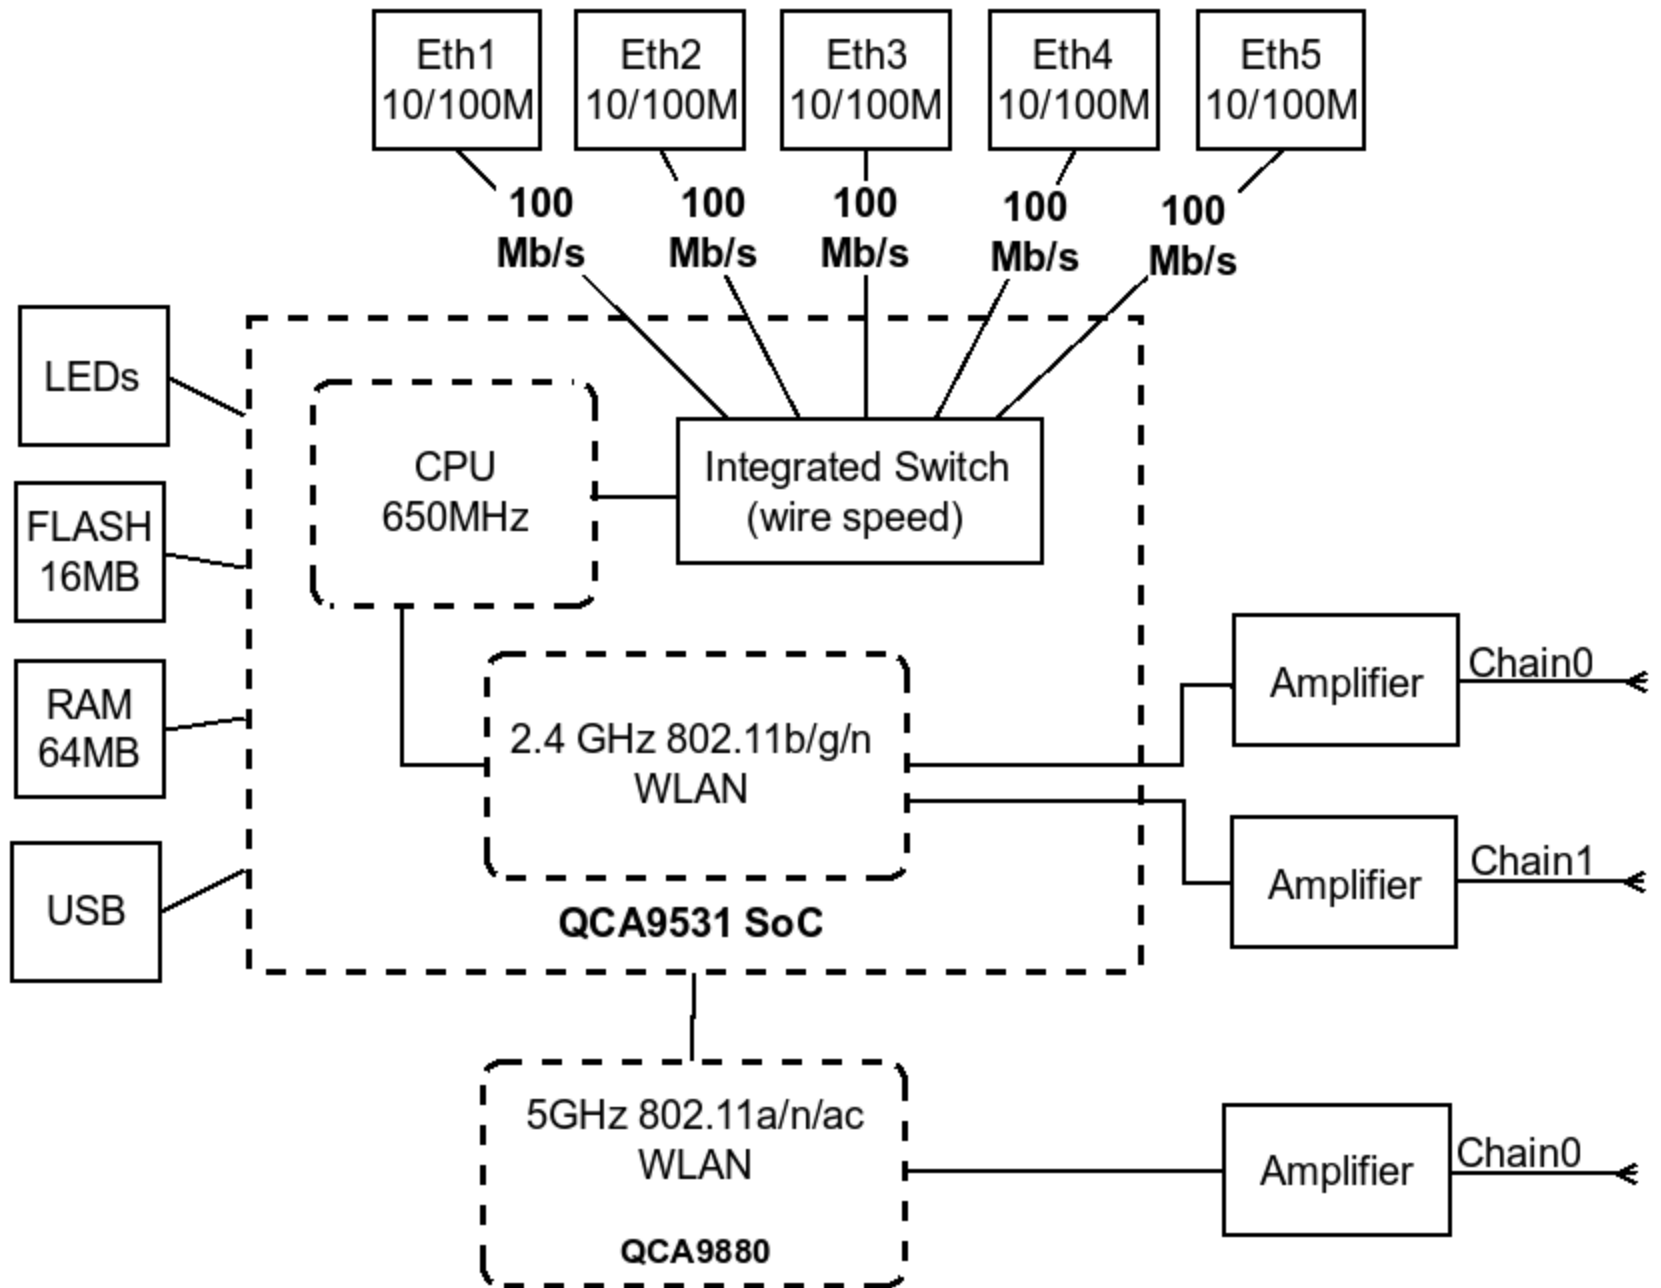 Eth1
10/100M
Eth2
10/100M
Eth3
10/100M
Eth4
10/100M
Eth5
10/100M
100
Mb/s
100
Mb/s
100
Mb/s
100
Mb/s
100
Mb/s
LEDs
FLASH
16MB
RAM
64MB
USB
CPU
650MHz
Integrated Switch
(wire speed)
2.4 GHz 802.11b/g/n
WLAN
QCA9531 SoC
Amplifier
Chain0
Amplifier
Chain1
5GHz 802.11a/n/ac
WLAN
QCA9880
Amplifier
Chain0